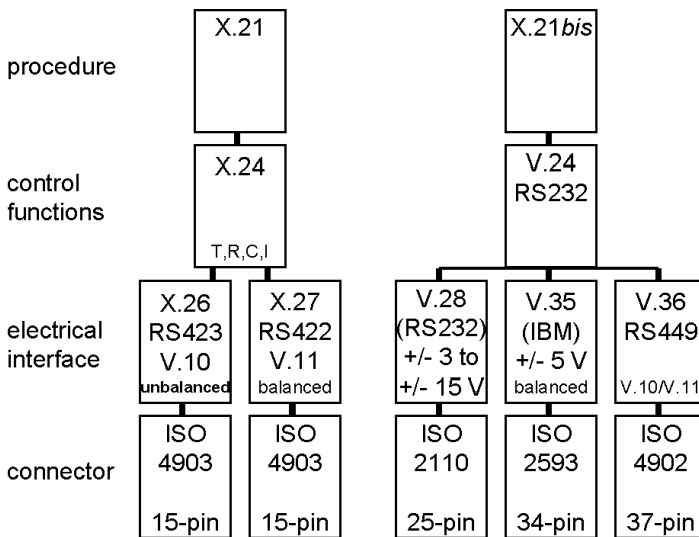 X.21
X.21bis
procedure
X.24
T,R,C,I
V.24
RS232
control
functions
X.26
RS423
V.10
unbalanced
X.27
RS422
V.11
balanced
V.28
(RS232)
+/- 3 to
+/- 15 V
V.35
(IBM)
+/- 5 V
balanced
V.36
RS449
V.10/V.11
electrical
interface
ISO
4903
15-pin
ISO
4903
15-pin
ISO
2110
25-pin
ISO
2593
34-pin
ISO
4902
37-pin
connector